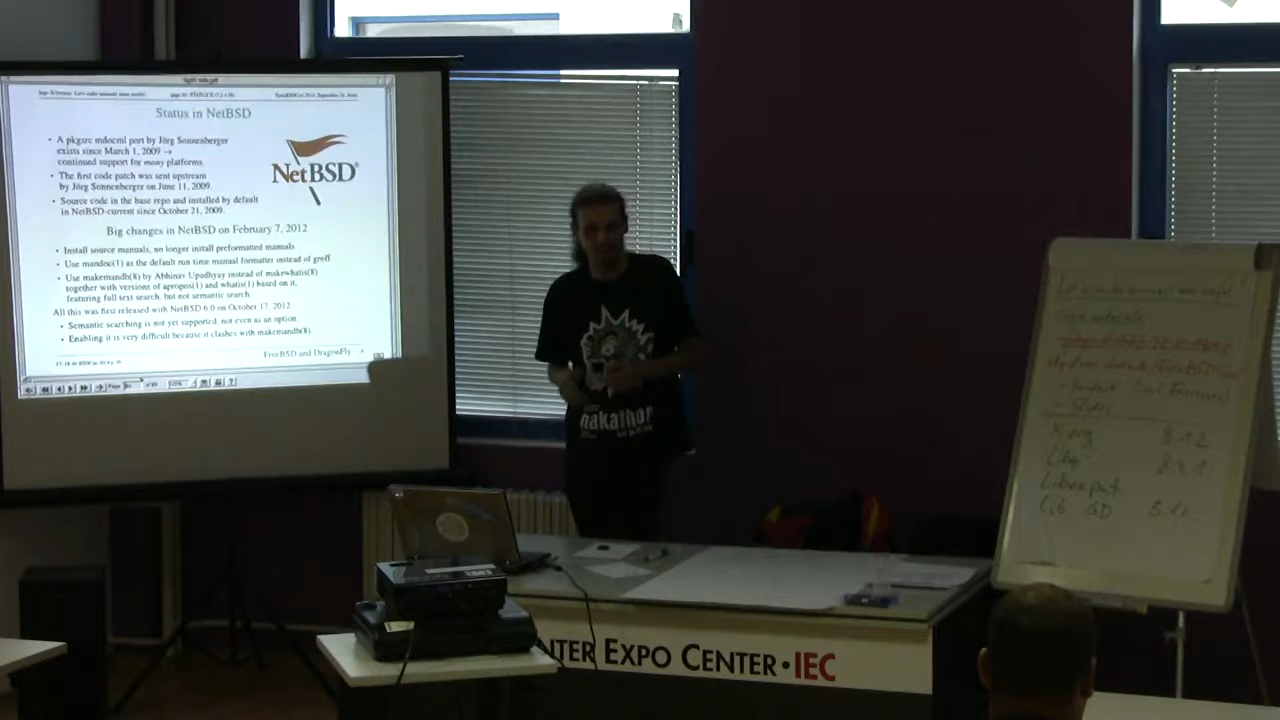 Status in NetBSD
• A pkgsrc mdocml port by Jörg Sonnenberger
exists since March 1, 2009 →
continued support for many platforms.
• The first code patch was sent upstream
by Jörg Sonnenberger on June 11, 2009.
• Source code in the base repo and installed by default
in NetBSD-current since October 21, 2009.
NetBSD®
Big changes in NetBSD on February 7, 2012
• Install source manuals, no longer install preformatted manuals
• Use mandoc(1) as the default run time manual formatter instead of groff
• Use makemandb(8) by Abhinav Upadhyay instead of makewhatis(8)
together with versions of apropos(1) and whatis(1) based on it,
featuring full text search, but not semantic search.
All this was first released with NetBSD 6.0 on October 17, 2012.
• Semantic searching is not yet supported, not even as an option.
• Enabling it is very difficult because it clashes with makemandb(8).
FreeBSD and DragonFly
Page
hakathor
NTER EXPO CENTER • IEC
- Slides
Libexpat